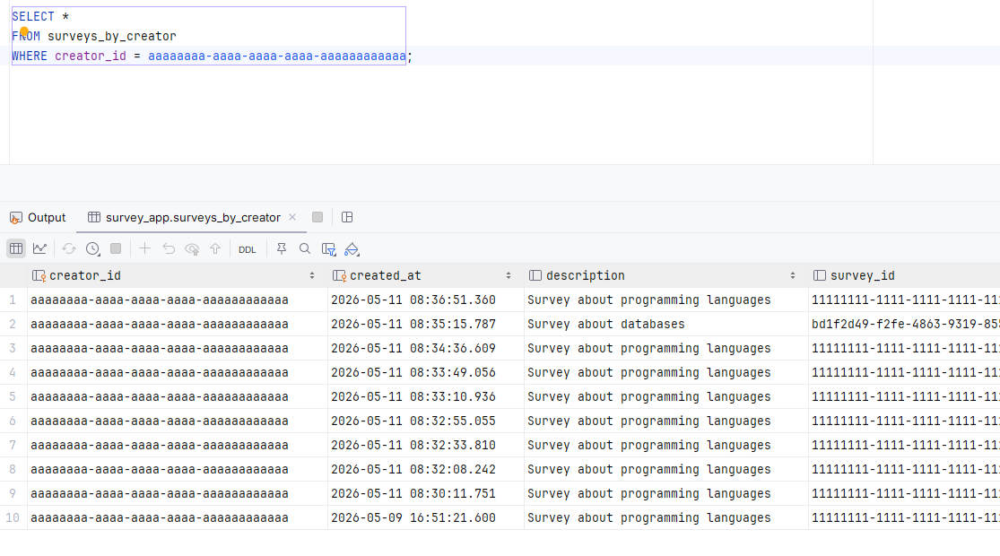 SELECT *
FROM surveys_by_creator
WHERE creator_id = aaaaaaaa-aaaa-aaaa-aaaa-aaaaaaaaaaaa;
Output survey_app.surveys_by_creator
DDL
creator_id created_at description survey_id
1 aaaaaaaa-aaaa-aaaa-aaaa-aaaaaaaaaaaa 2026-05-11 08:36:51.360 Survey about programming languages 11111111-1111-1111-1111-11
2 aaaaaaaa-aaaa-aaaa-aaaa-aaaaaaaaaaaa 2026-05-11 08:35:15.787 Survey about databases bd1f2d49-f2fe-4863-9319-85
3 aaaaaaaa-aaaa-aaaa-aaaa-aaaaaaaaaaaa 2026-05-11 08:34:36.609 Survey about programming languages 11111111-1111-1111-1111-11
4 aaaaaaaa-aaaa-aaaa-aaaa-aaaaaaaaaaaa 2026-05-11 08:33:49.056 Survey about programming languages 11111111-1111-1111-1111-11
5 aaaaaaaa-aaaa-aaaa-aaaa-aaaaaaaaaaaa 2026-05-11 08:33:10.936 Survey about programming languages 11111111-1111-1111-1111-11
6 aaaaaaaa-aaaa-aaaa-aaaa-aaaaaaaaaaaa 2026-05-11 08:32:55.055 Survey about programming languages 11111111-1111-1111-1111-11
7 aaaaaaaa-aaaa-aaaa-aaaa-aaaaaaaaaaaa 2026-05-11 08:32:33.810 Survey about programming languages 11111111-1111-1111-1111-11
8 aaaaaaaa-aaaa-aaaa-aaaa-aaaaaaaaaaaa 2026-05-11 08:32:08.242 Survey about programming languages 11111111-1111-1111-1111-11
9 aaaaaaaa-aaaa-aaaa-aaaa-aaaaaaaaaaaa 2026-05-11 08:30:11.751 Survey about programming languages 11111111-1111-1111-1111-11
10 aaaaaaaa-aaaa-aaaa-aaaa-aaaaaaaaaaaa 2026-05-09 16:51:21.600 Survey about programming languages 11111111-1111-1111-1111-11